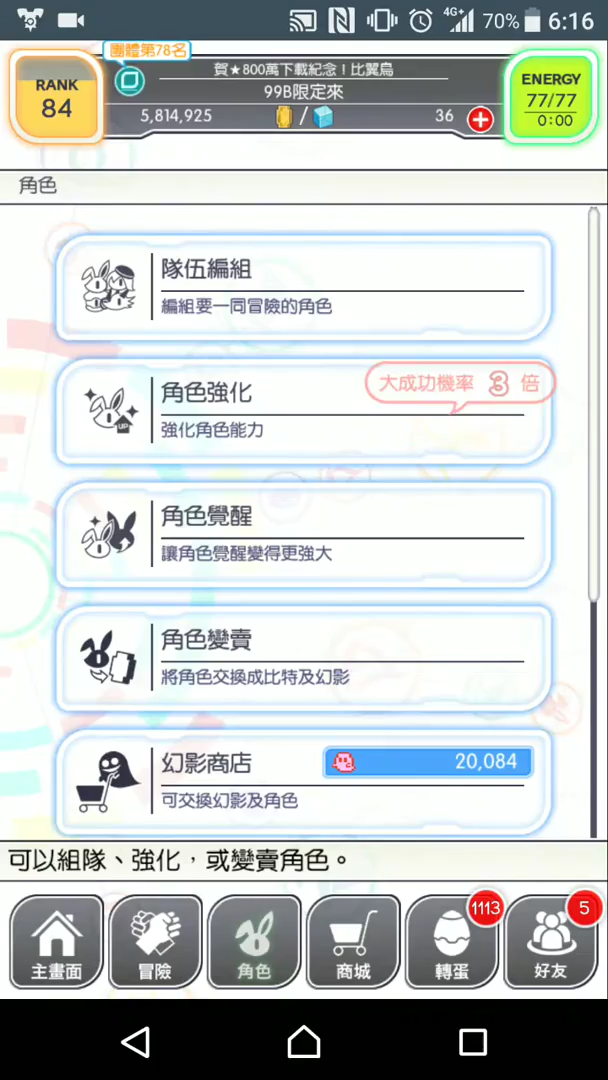 4G+
70%
6:16
團體第78名
RANK
84
賀★800萬下載紀念！比翼鳥
99B限定來
5,814,925
/
36
ENERGY
77/77
0:00
角色
隊伍編組
編組要一同冒險的角色
角色強化
大成功機率 3 倍
強化角色能力
UP
角色覺醒
讓角色覺醒變得更強大
角色變賣
將角色交換成比特及幻影
幻影商店
20,084
可交換幻影及角色
可以組隊、強化，或變賣角色。
1113
5
主畫面
冒險
角色
商城
轉蛋
好友